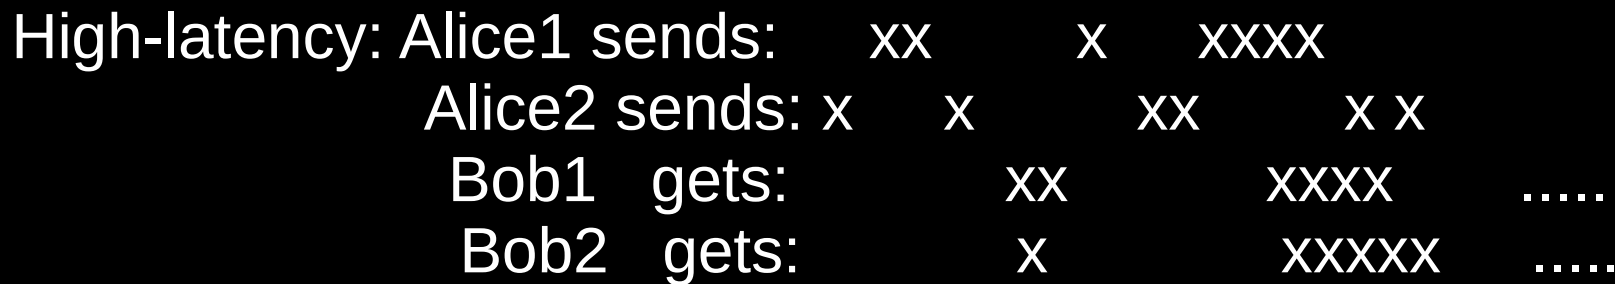 High-latency: Alice1 sends:     xx        x     xxxx
Alice2 sends: x     x         xx        x x
Bob1   gets:            xx           xxxx       .....
Bob2   gets:            x            xxxxx     .....